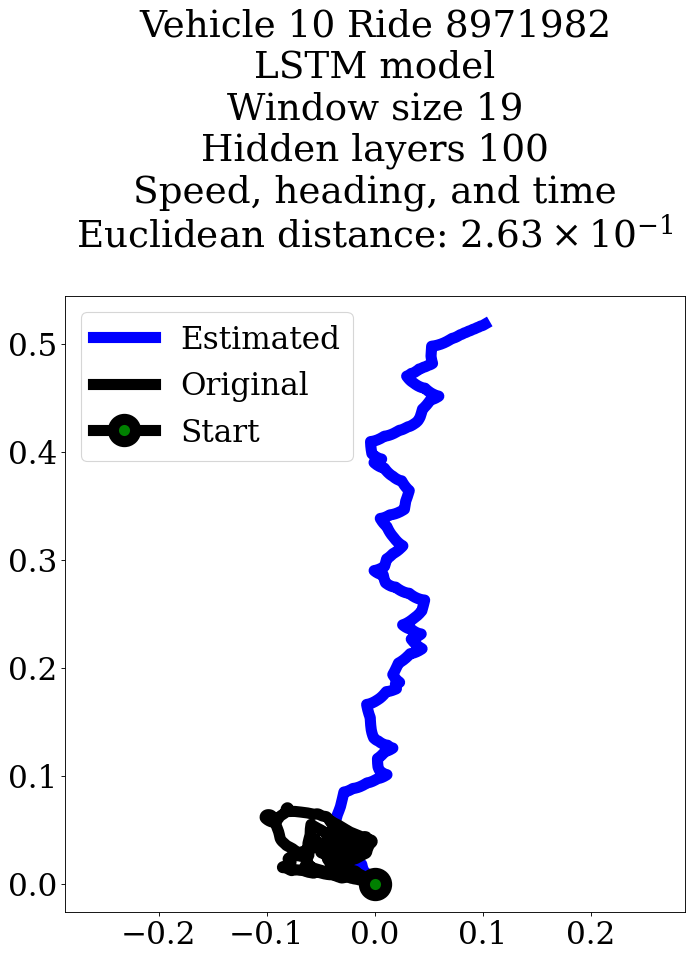 Vehicle 10 Ride 8971982
LSTM model
Window size 19
Hidden layers 100
Speed, heading, and time
Euclidean distance: 2.63 × 10⁻¹
Estimated
Original
Start
0.5
0.4
0.3
0.2
0.1
0.0
−0.2 −0.1 0.0 0.1 0.2